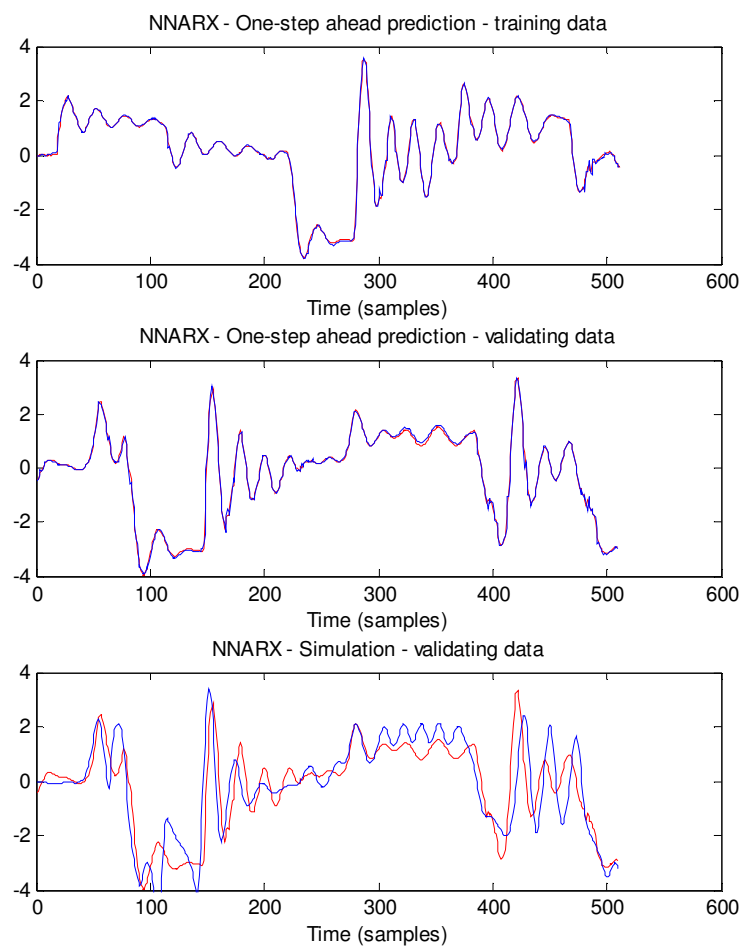 NNARX - One-step ahead prediction - training data
4
2
0
-2
-4
0 100 200 300 400 500 600
Time (samples)
NNARX - One-step ahead prediction - validating data
4
2
0
-2
-4
0 100 200 300 400 500 600
Time (samples)
NNARX - Simulation - validating data
4
2
0
-2
-4
0 100 200 300 400 500 600
Time (samples)